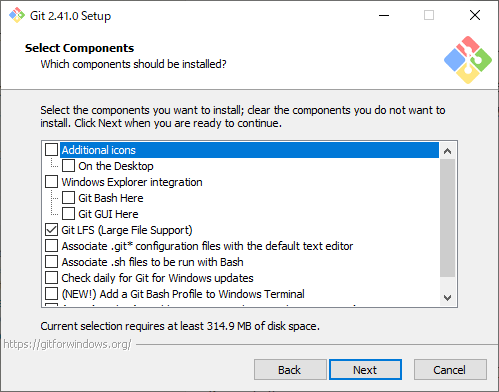 Git 2.41.0 Setup
Select Components
Which components should be installed?
Select the components you want to install; clear the components you do not want to
install. Click Next when you are ready to continue.
Additional icons
On the Desktop
Windows Explorer integration
Git Bash Here
Git GUI Here
Git LFS (Large File Support)
Associate .git* configuration files with the default text editor
Associate .sh files to be run with Bash
Check daily for Git for Windows updates
(NEW!) Add a Git Bash Profile to Windows Terminal
Current selection requires at least 314.9 MB of disk space.
https://gitforwindows.org/
Back
Next
Cancel